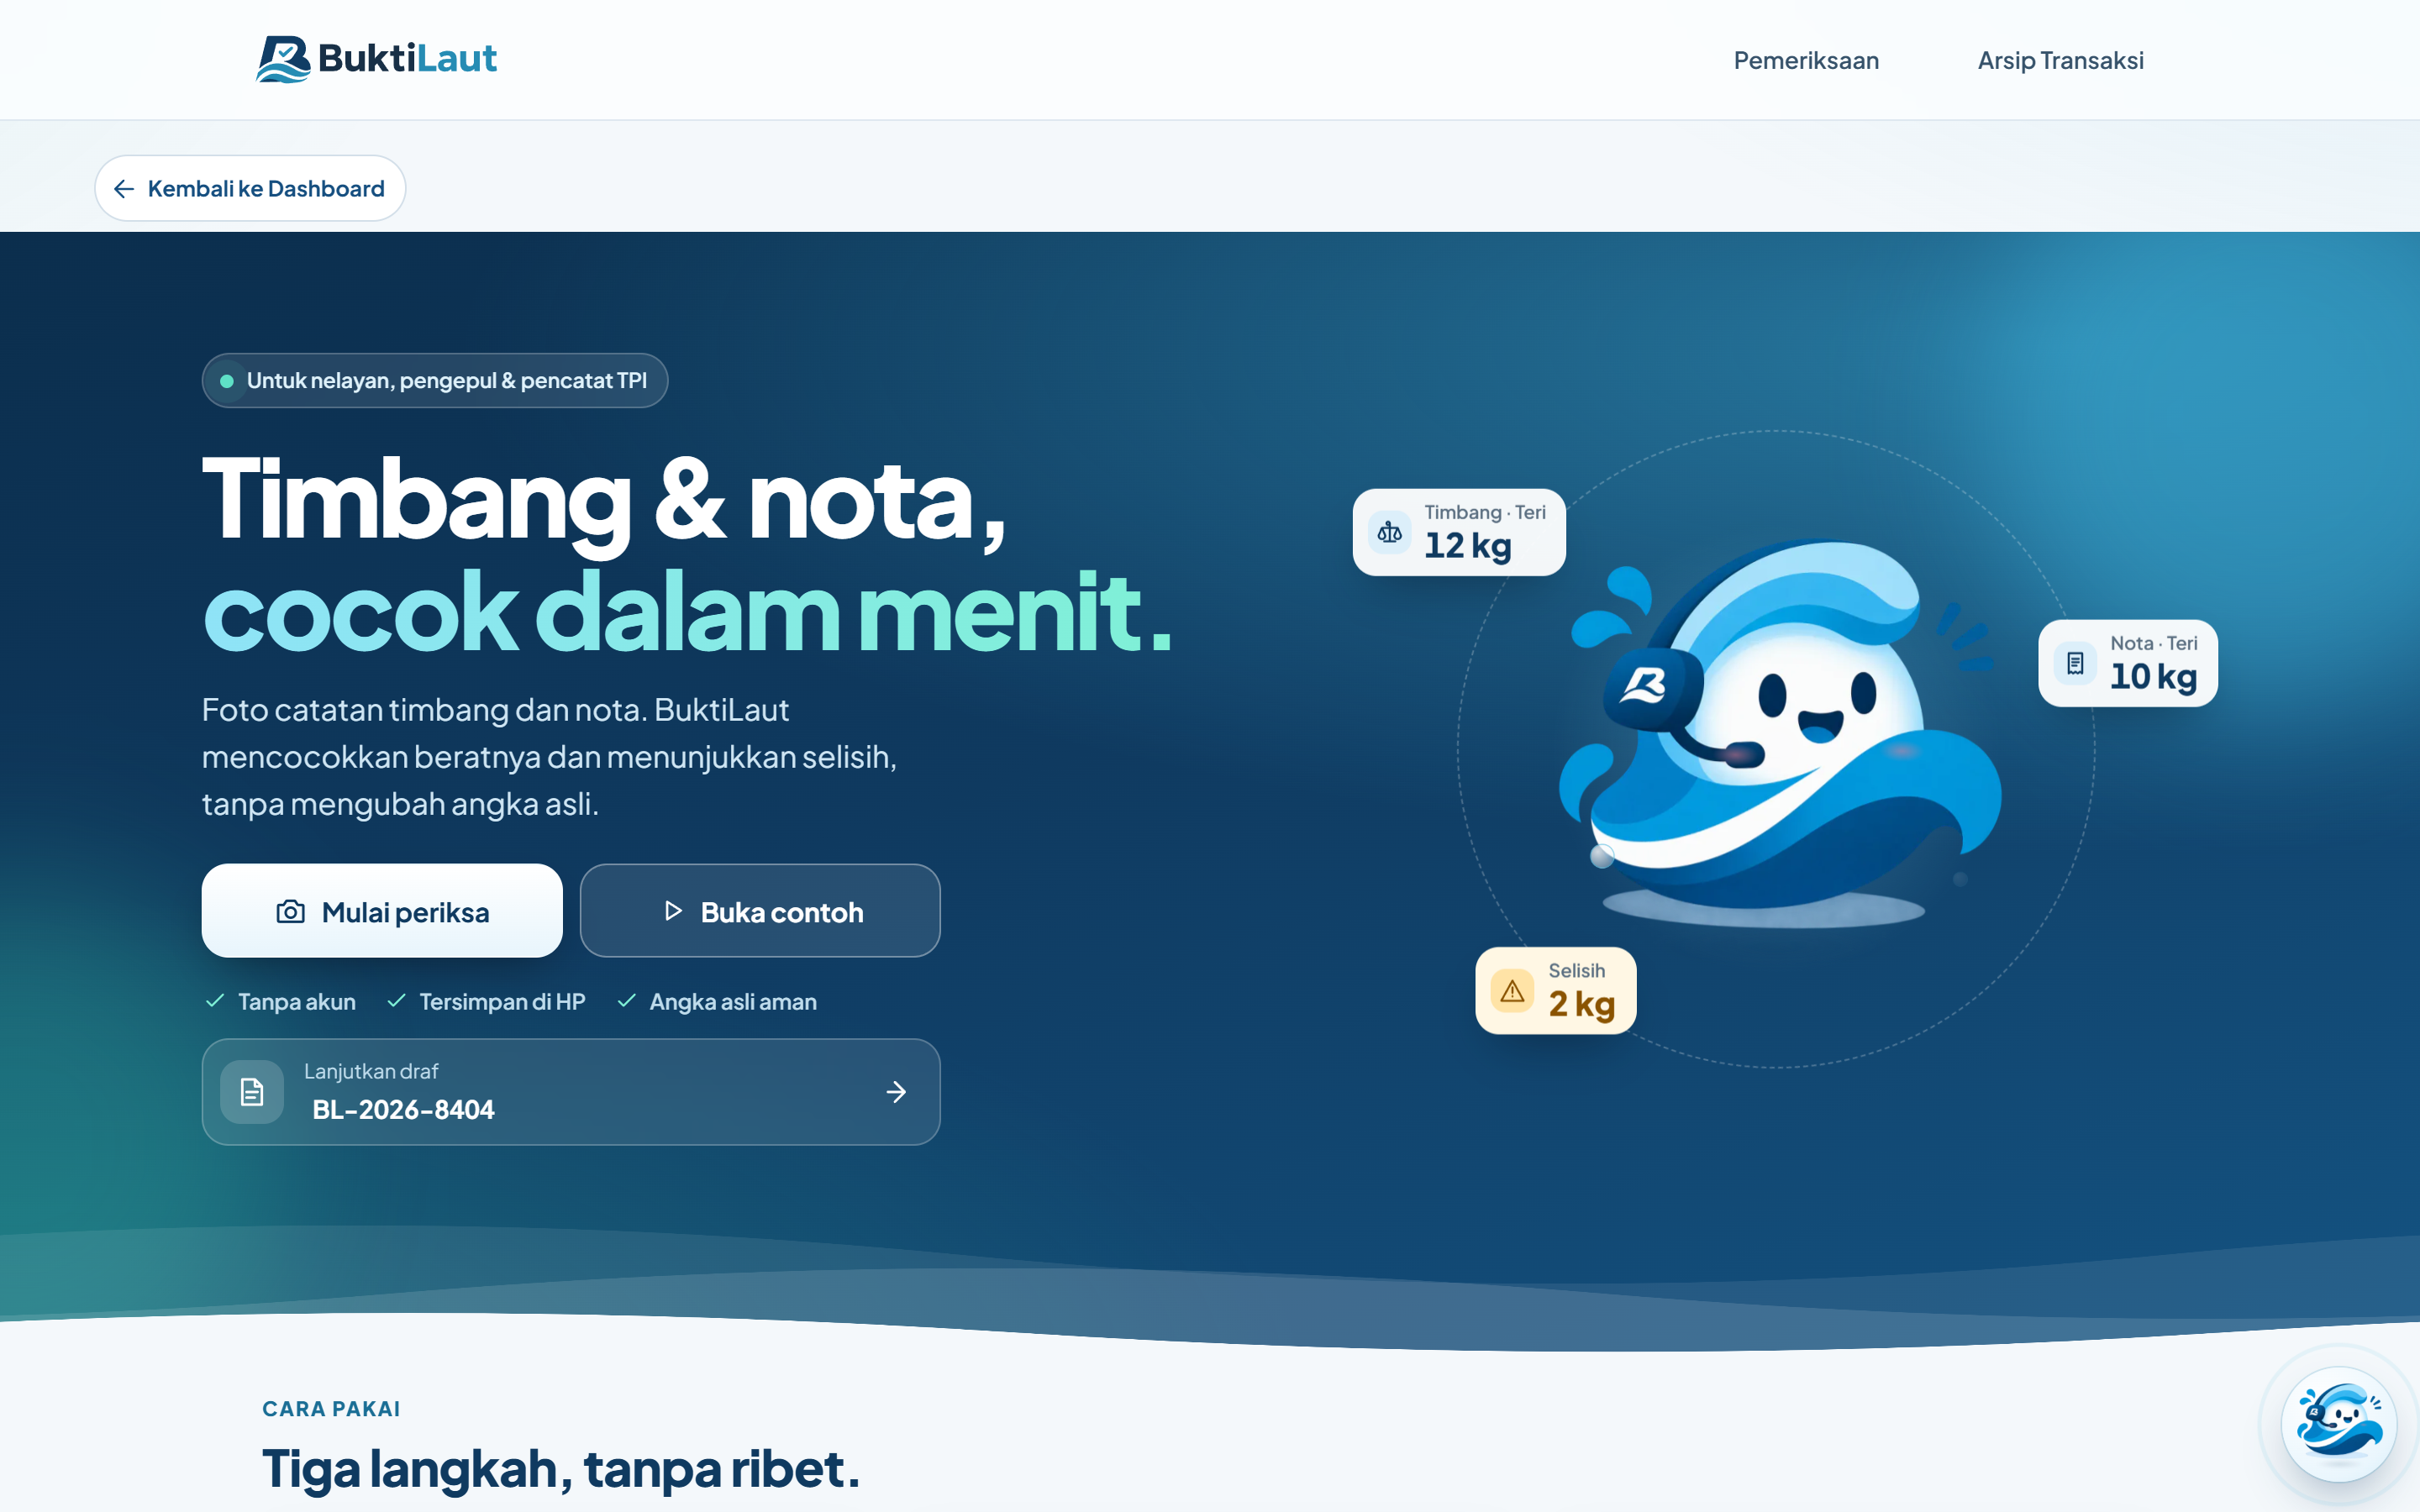 BuktiLaut
Pemeriksaan
Arsip Transaksi
Kembali ke Dashboard
Untuk nelayan, pengepul & pencatat TPI
Timbang & nota,
cocok dalam menit.
Foto catatan timbang dan nota. BuktiLaut
mencocokkan beratnya dan menunjukkan selisih,
tanpa mengubah angka asli.
Mulai periksa
Buka contoh
Tanpa akun
Tersimpan di HP
Angka asli aman
Lanjutkan draf
BL-2026-8404
Timbang · Teri
12 kg
Nota · Teri
10 kg
Selisih
2 kg
CARA PAKAI
Tiga langkah, tanpa ribet.